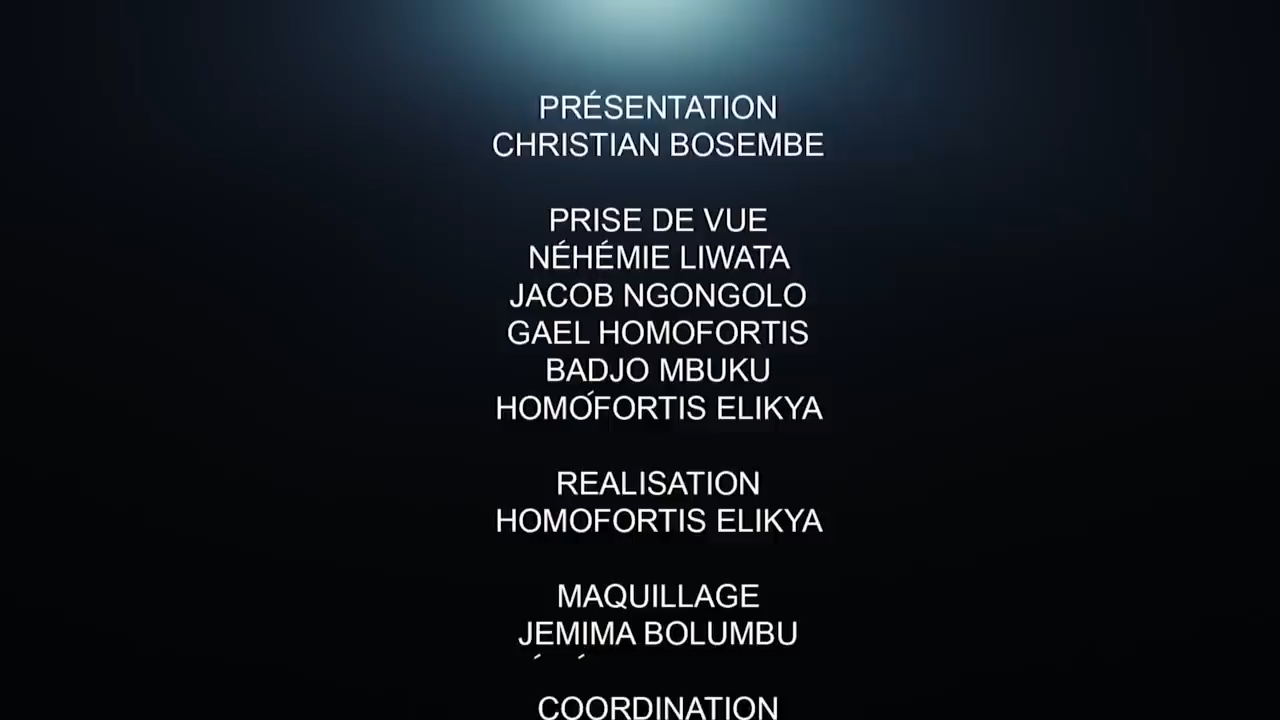 PRÉSENTATION
CHRISTIAN BOSEMBE
PRISE DE VUE
NÉHÉMIE LIWATA
JACOB NGONGOLO
GAEL HOMOFORTIS
BADJO MBUKU
HOMOFORTIS ELIKYA
REALISATION
HOMOFORTIS ELIKYA
MAQUILLAGE
JEMIMA BOLUMBU
COORDINATION